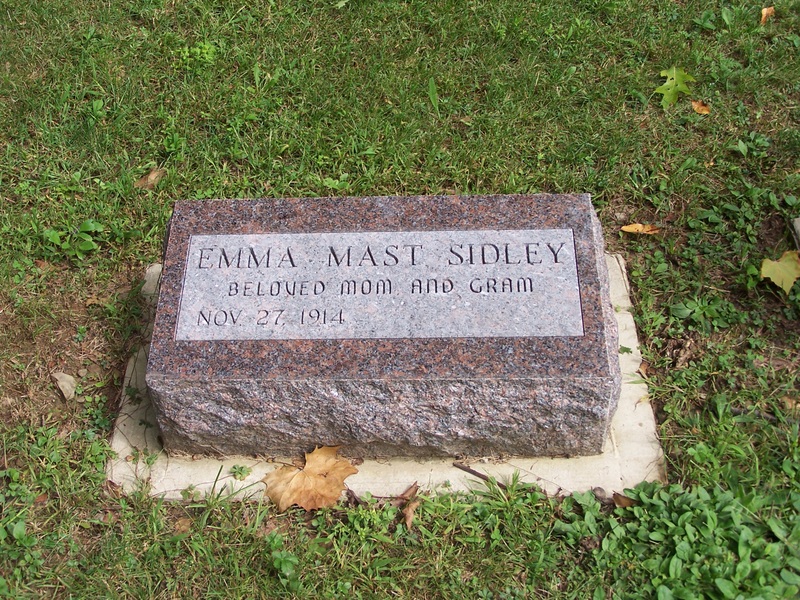 EMMA MAST SIDLEY
BELOVED MOM AND GRAM
NOV. 27, 1914